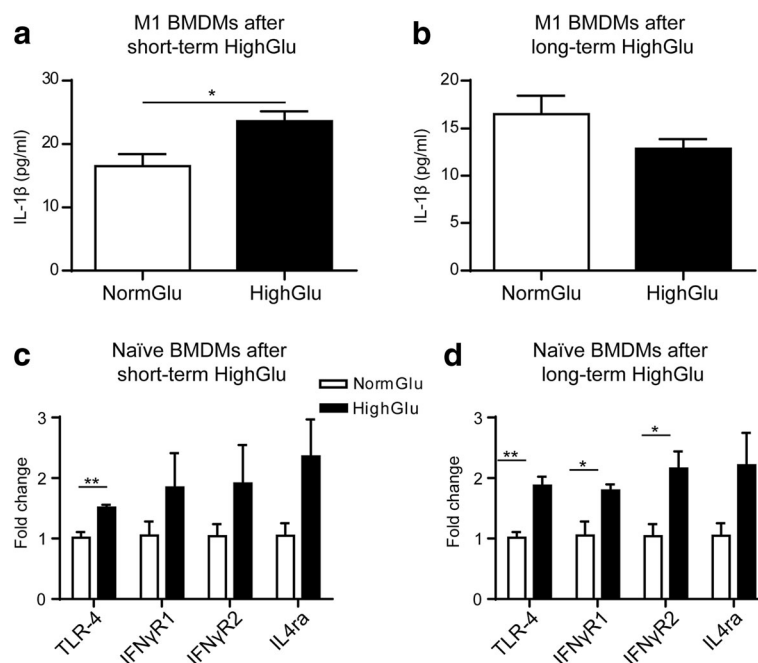 a
M1 BMDMs after
short-term HighGlu
30
20
10
0
IL-1β (pg/ml)
*
NormGlu
HighGlu
b
M1 BMDMs after
long-term HighGlu
20
15
10
5
0
IL-1β (pg/ml)
NormGlu
HighGlu
c
Naïve BMDMs after
short-term HighGlu
NormGlu
HighGlu
3
2
1
0
Fold change
**
TLR-4
IFNγR1
IFNγR2
IL4ra
d
Naïve BMDMs after
long-term HighGlu
3
2
1
0
Fold change
**
*
*
TLR-4
IFNγR1
IFNγR2
IL4ra